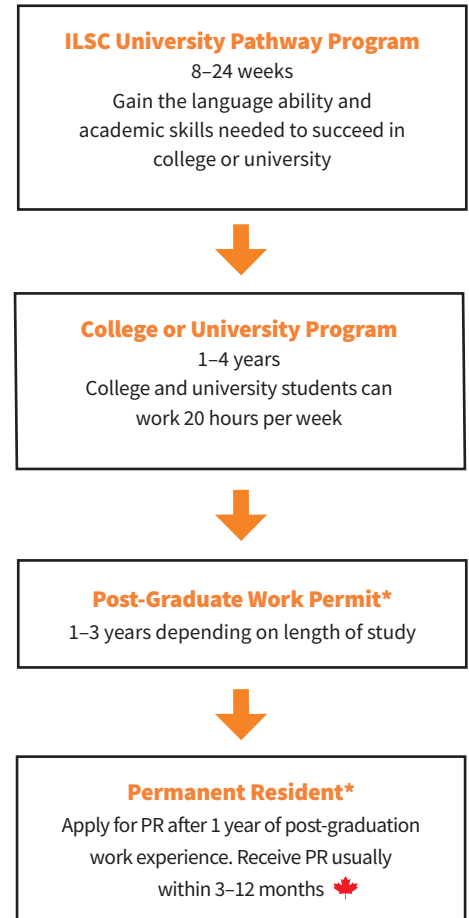 ILSC University Pathway Program
8–24 weeks
Gain the language ability and
academic skills needed to succeed in
college or university
College or University Program
1–4 years
College and university students can
work 20 hours per week
Post-Graduate Work Permit*
1–3 years depending on length of study
Permanent Resident*
Apply for PR after 1 year of post-graduation
work experience. Receive PR usually
within 3–12 months